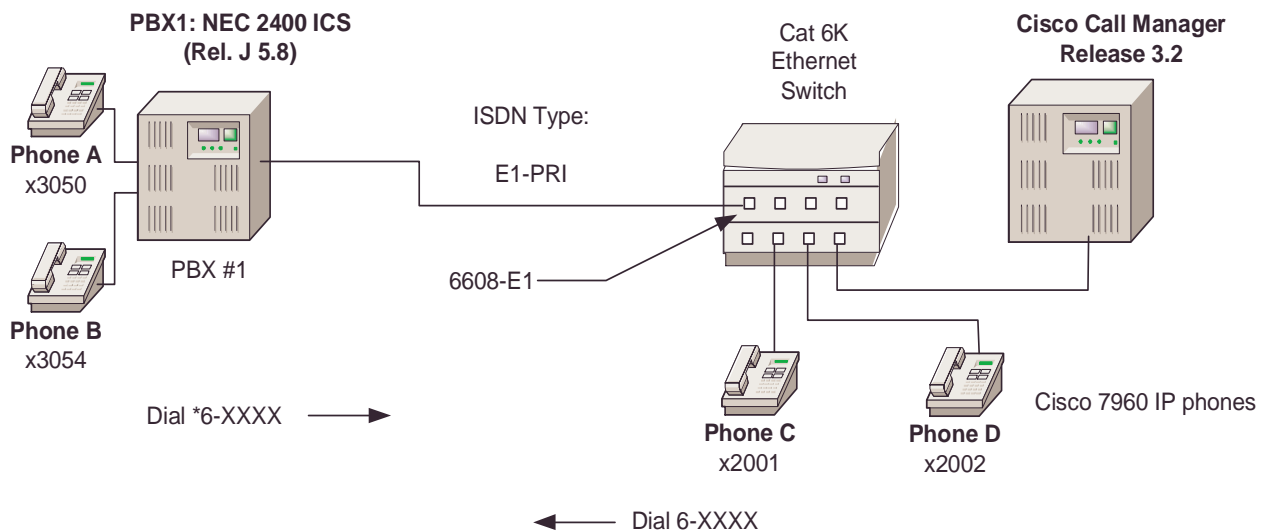 PBX1: NEC 2400 ICS
(Rel. J 5.8)
Cat 6K
Ethernet
Switch
Cisco Call Manager
Release 3.2
ISDN Type:
E1-PRI
Phone A
x3050
PBX #1
6608-E1
Phone B
x3054
Dial *6-XXXX
Phone C
x2001
Phone D
x2002
Cisco 7960 IP phones
Dial 6-XXXX